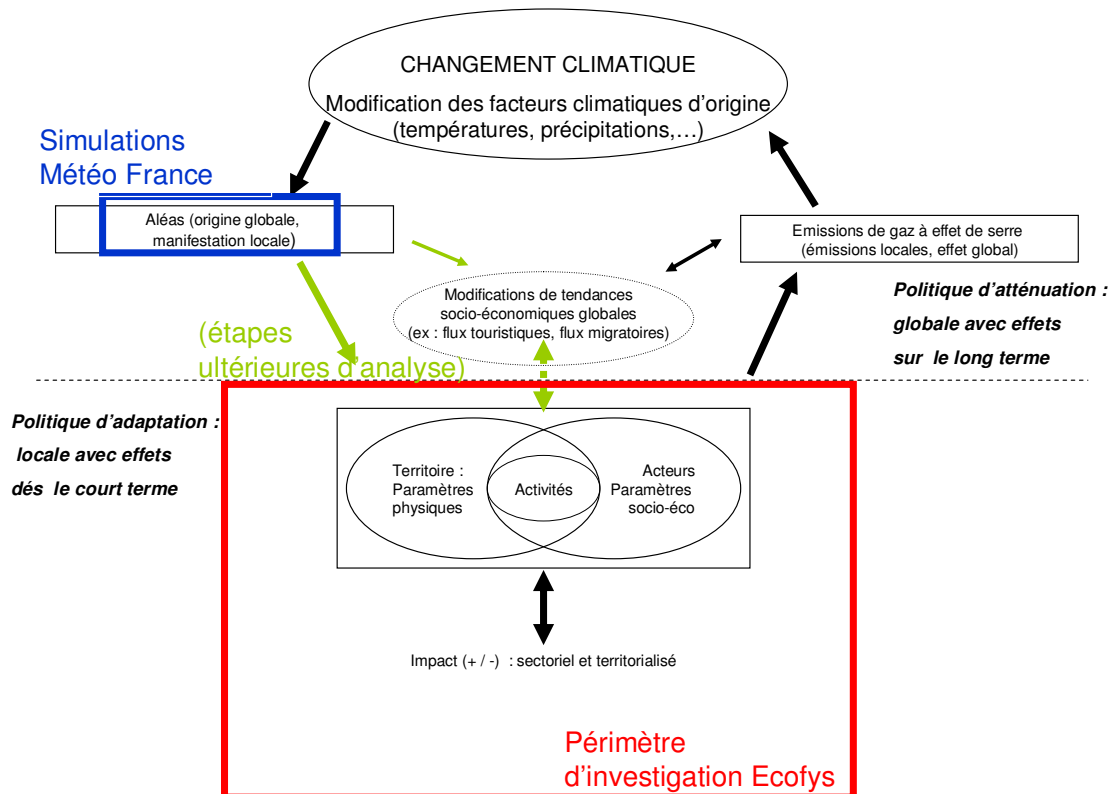 CHANGEMENT CLIMATIQUE
Modification des facteurs climatiques d'origine
(températures, précipitations,…)
Simulations
Météo France
Aléas (origine globale,
manifestation locale)
Emissions de gaz à effet de serre
(émissions locales, effet global)
Modifications de tendances
socio-économiques globales
(ex : flux touristiques, flux migratoires)
Politique d'atténuation :
globale avec effets
sur le long terme
(étapes
ultérieures d'analyse)
Politique d'adaptation :
locale avec effets
dés le court terme
Territoire :
Paramètres
physiques
Activités
Acteurs
Paramètres
socio-éco
Impact (+ / -) : sectoriel et territorialisé
Périmètre
d'investigation Ecofys